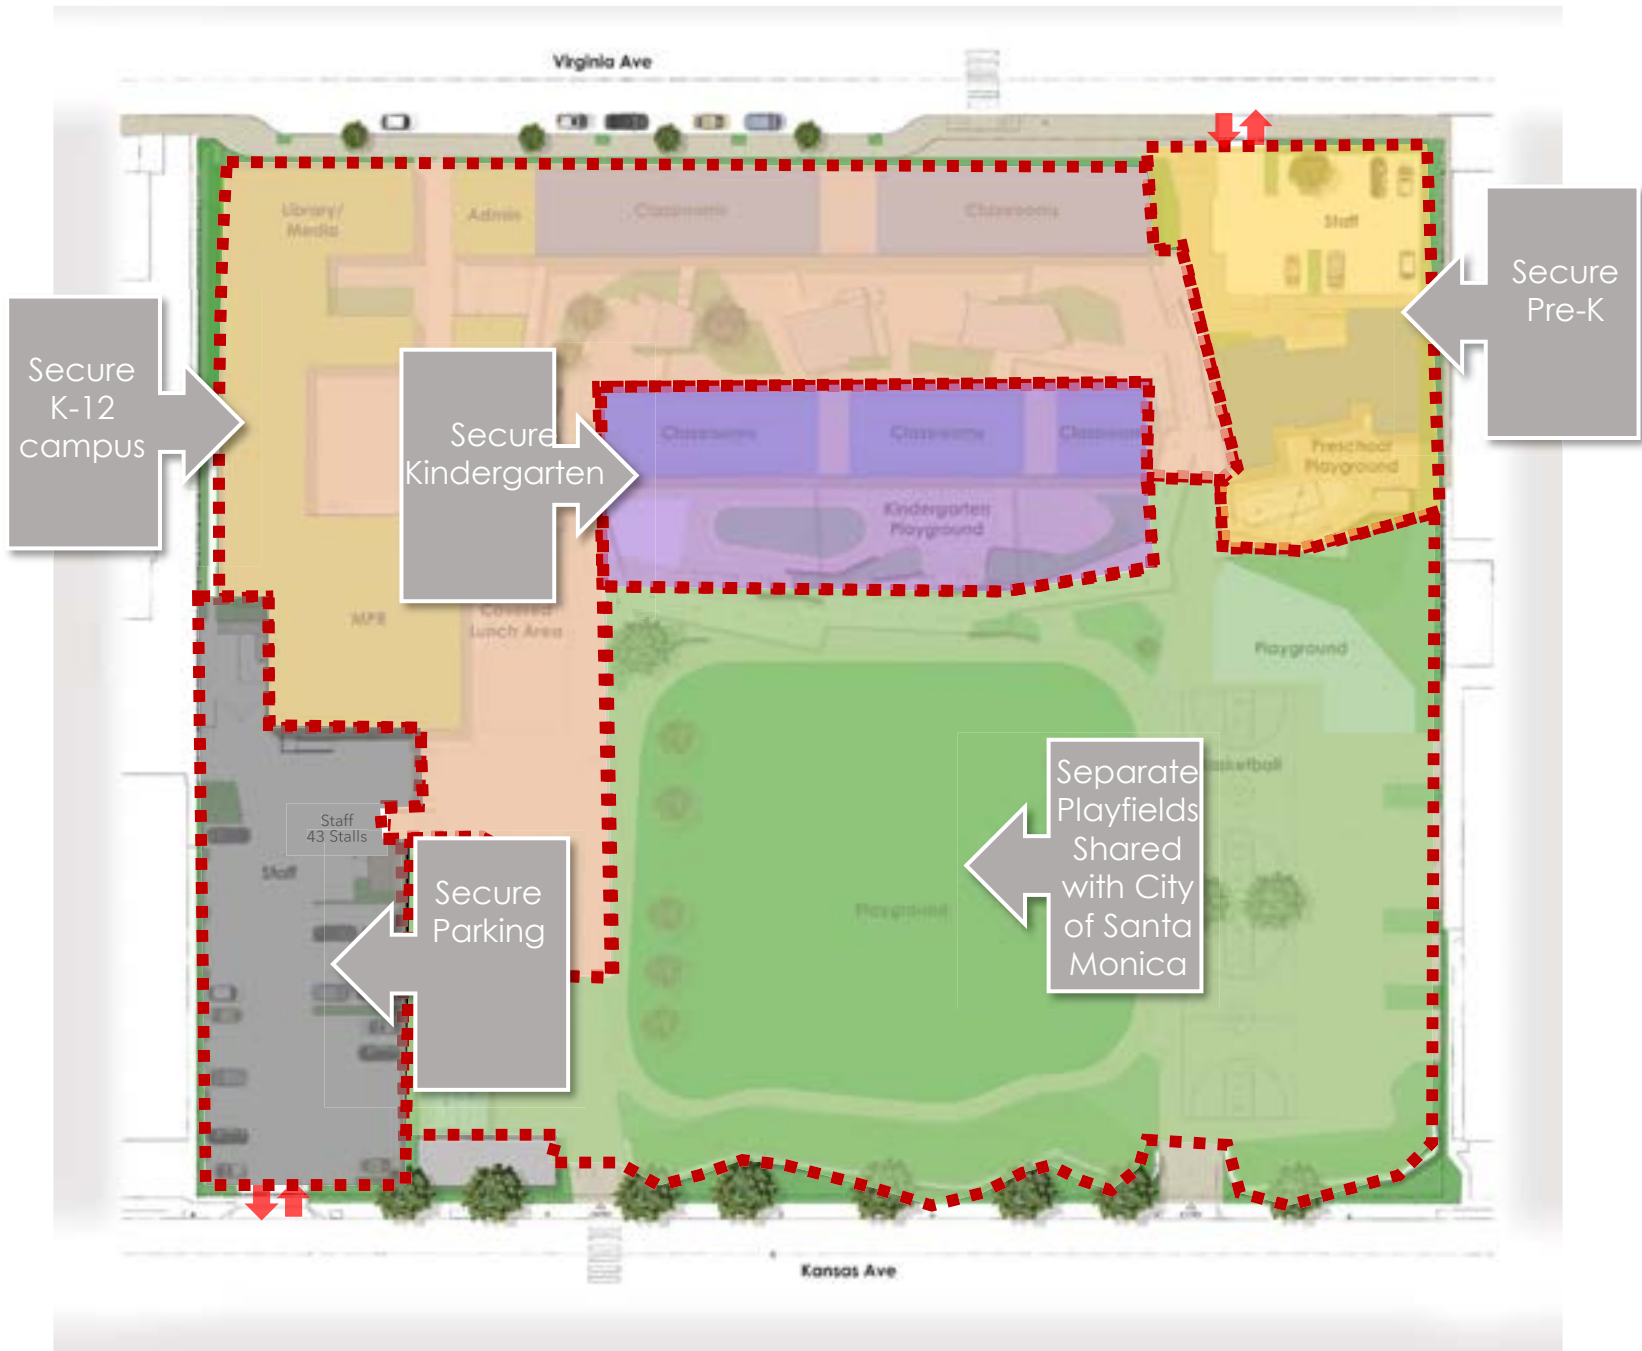 Virginia Ave
Library/
Media
Admin
Classrooms
Classrooms
Staff
Secure
Pre-K
Secure
K-12
campus
Secure
Kindergarten
Classrooms
Classrooms
Classroom
Preschool
Playground
Kindergarten
Playground
MPR
Covered
Lunch Area
Playground
Separate
Playfields
Shared
with City
of Santa
Monica
Basketball
Staff
43 Stalls
Staff
Secure
Parking
Playground
Kansas Ave